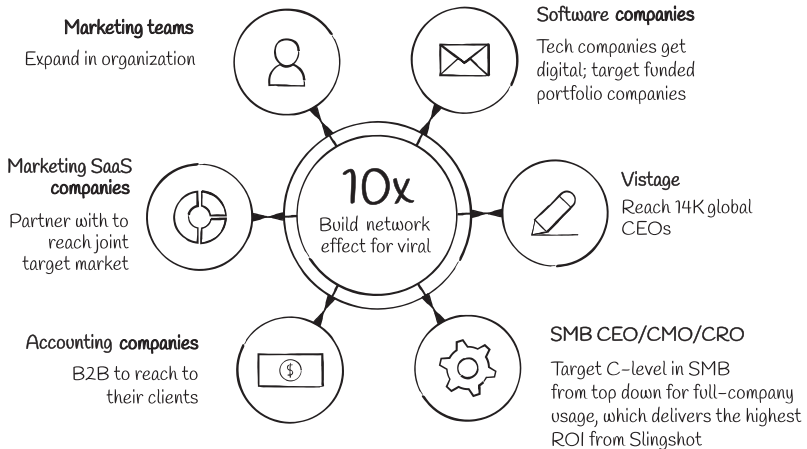 Marketing teams
Expand in organization
Software companies
Tech companies get
digital; target funded
portfolio companies
Marketing SaaS
companies
Partner with to
reach joint
target market
10x
Build network
effect for viral
Vistage
Reach 14K global
CEOs
Accounting companies
B2B to reach to
their clients
$
SMB CEO/CMO/CRO
Target C-level in SMB
from top down for full-company
usage, which delivers the highest
ROI from Slingshot